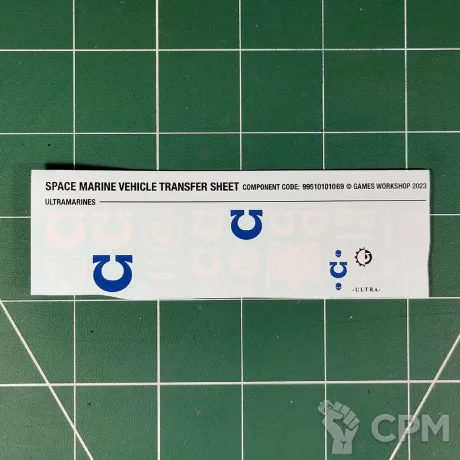 SPACE MARINE VEHICLE TRANSFER SHEET COMPONENT CODE: 99510101069 © GAMES WORKSHOP 2023
ULTRAMARINES
·ULTRA·
CPM